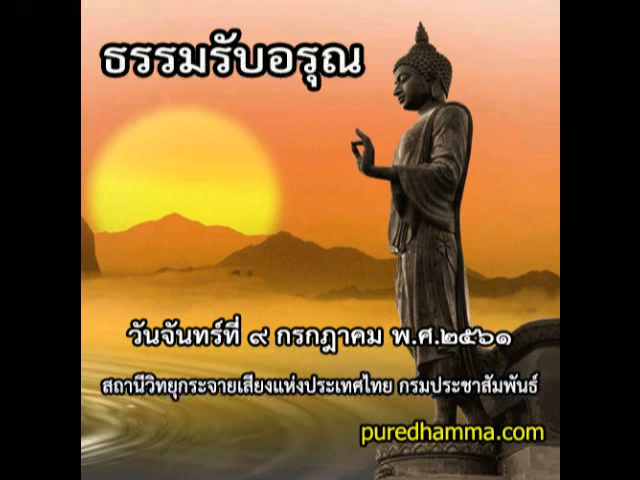 ธรรมรับอรุณ
วันจันทร์ที่ ๙ กรกฎาคม พ.ศ.๒๕๖๑
สถานีวิทยุกระจายเสียงแห่งประเทศไทย กรมประชาสัมพันธ์
puredhamma.com